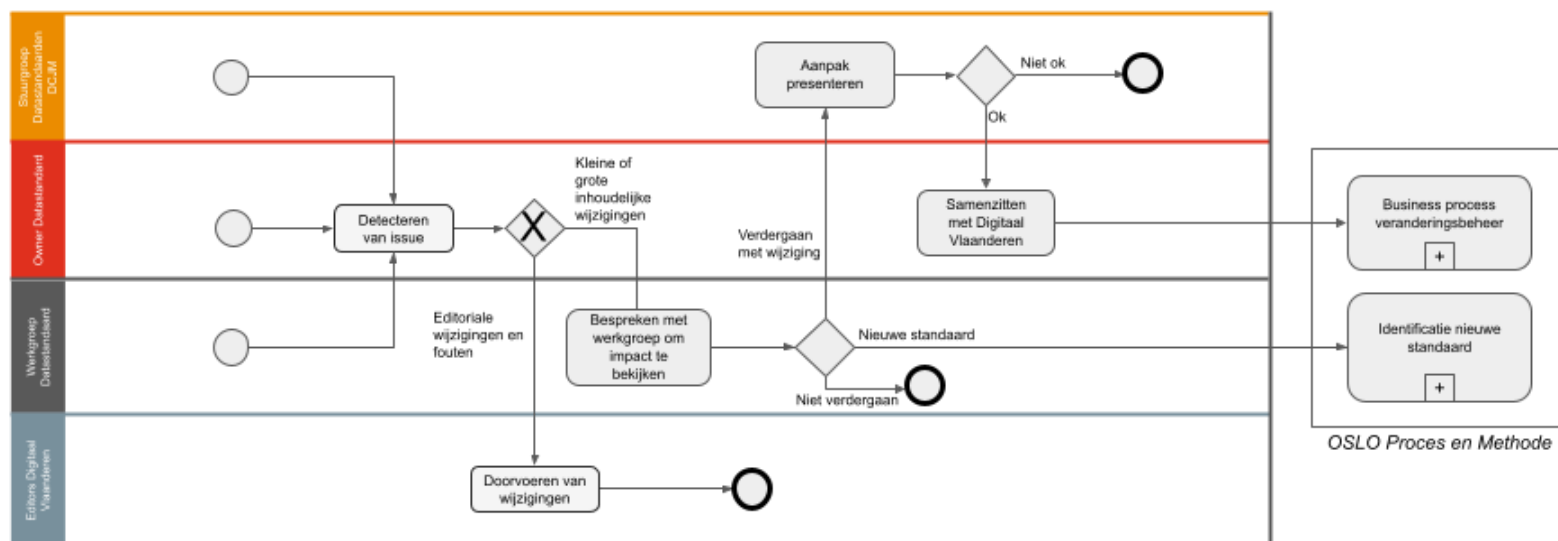 Stuurgroep
Datastandaarden
DCJM
Aanpak
presenteren
Niet ok
Ok
Owner Datastandard
Detecteren
van issue
X
Kleine of
grote
inhoudelijke
wijzigingen
Verdergaan
met wijziging
Samenzitten
met Digitaal
Vlaanderen
Business process
veranderingsbeheer
+
Werkgroep
Datastandaard
Editoriale
wijzigingen en
fouten
Bespreken met
werkgroep om
impact te
bekijken
Nieuwe standaard
Niet verdergaan
Identificatie nieuwe
standaard
+
OSLO Proces en Methode
Editors Digitaal
Vlaanderen
Doorvoeren van
wijzigingen